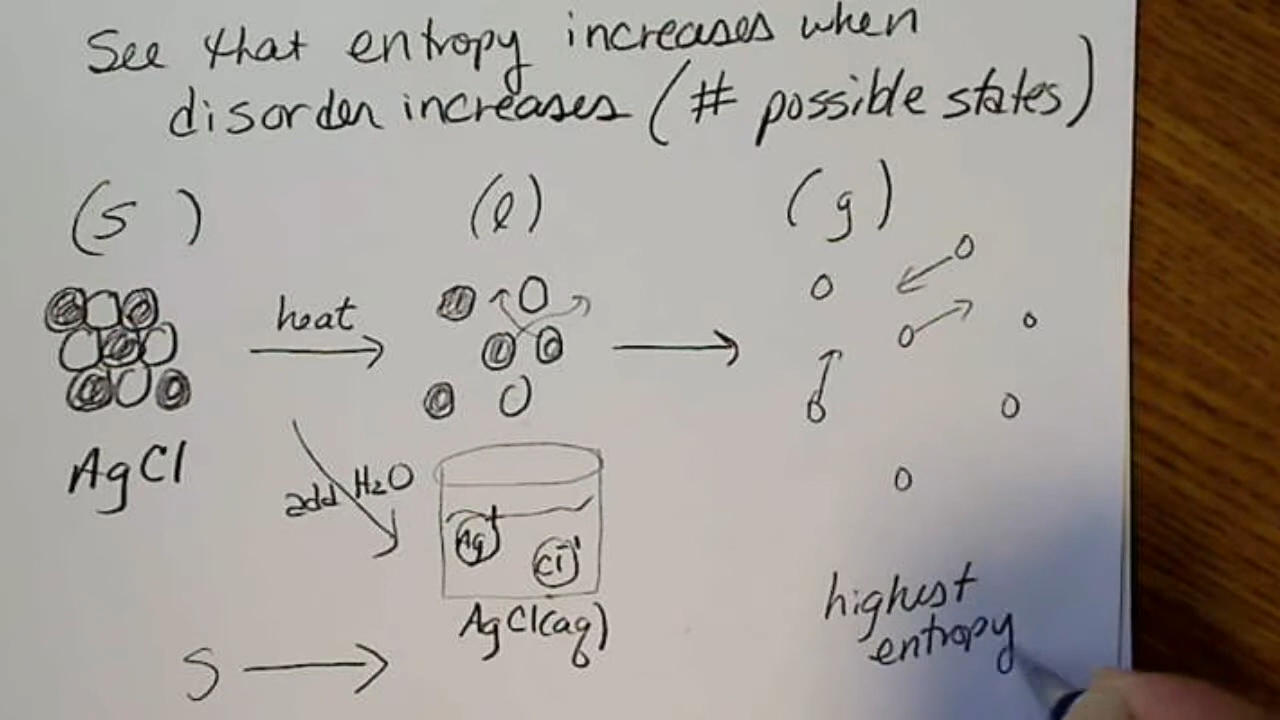 See that entropy increases when
disorder increases (# possible states)
(s) (l) (g)
heat
AgCl
add H2O
Ag+
Cl-
AgCl(aq)
highest
entropy
S